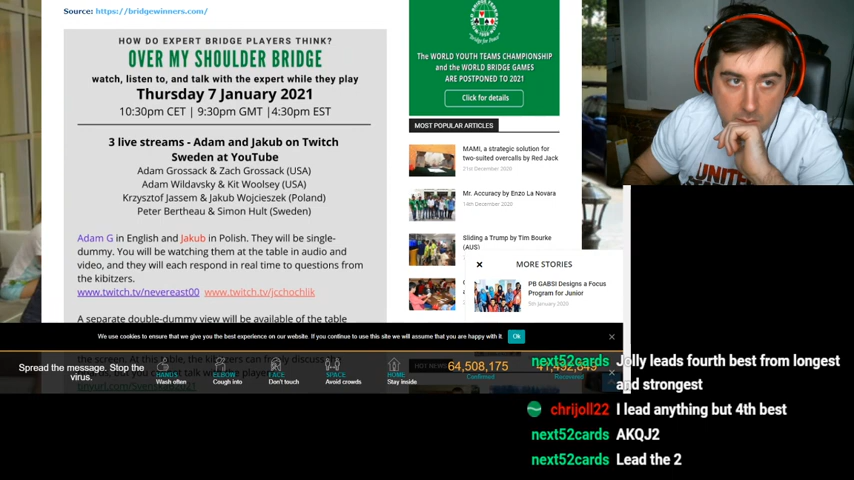 Source: https://bridgewinners.com/
HOW DO EXPERT BRIDGE PLAYERS THINK?
OVER MY SHOULDER BRIDGE
watch, listen to, and talk with the expert while they play
Thursday 7 January 2021
10:30pm CET | 9:30pm GMT |4:30pm EST
3 live streams - Adam and Jakub on Twitch
Sweden at YouTube
Adam Grossack & Zach Grossack (USA)
Adam Wildavsky & Kit Woolsey (USA)
Krzysztof Jassem & Jakub Wojcieszek (Poland)
Peter Bertheau & Simon Hult (Sweden)
Adam G in English and Jakub in Polish. They will be single-
dummy. You will be watching them at the table in audio and
video, and they will each respond in real time to questions from
the kibitzers.
www.twitch.tv/nevereast00 www.twitch.tv/jcchochlik
A separate double-dummy view will be available of the table
The WORLD YOUTH TEAMS CHAMPIONSHIP
and the WORLD BRIDGE GAMES
ARE POSTPONED TO 2021
Click for details
MOST POPULAR ARTICLES
MAMI, a strategic solution for
two-suited overcalls by Red Jack
21st December 2020
Mr. Accuracy by Enzo La Novara
14th December 2020
Sliding a Trump by Tim Bourke
(AUS)
MORE STORIES
PB GABSI Designs a Focus
Program for Junior
5th January 2020
We use cookies to ensure that we give you the best experience on our website. If you continue to use this site we will assume that you are happy with it
Ok
Spread the message. Stop the
virus.
HANDS
Wash often
ELBOW
Cough into
FACE
Don't touch
SPACE
Avoid crowds
HOME
Stay inside
HOT NEWS
64,508,175
Confirmed
41,492,849
Recovered
next52cards Jolly leads fourth best from longest
and strongest
chrijoll22 I lead anything but 4th best
next52cards AKQJ2
next52cards Lead the 2
UNITED